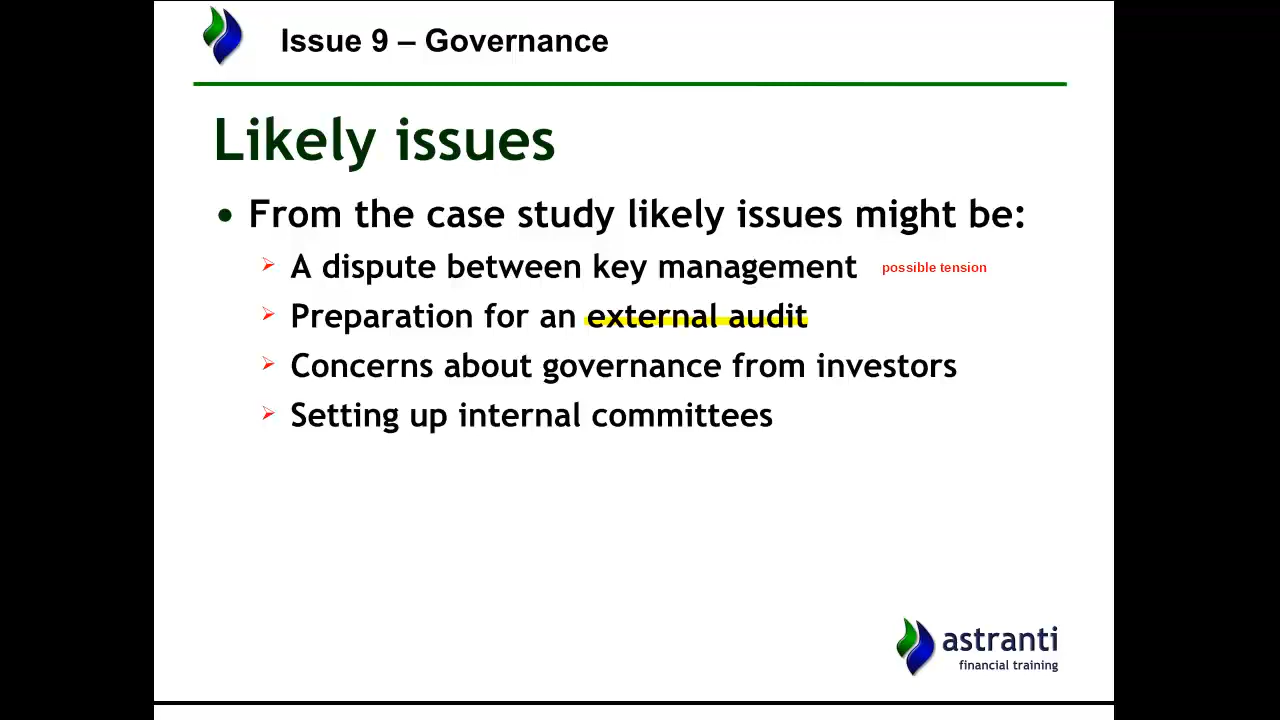 Issue 9 – Governance
Likely issues
• From the case study likely issues might be:
➢ A dispute between key management possible tension
➢ Preparation for an external audit
➢ Concerns about governance from investors
➢ Setting up internal committees
astranti
financial training